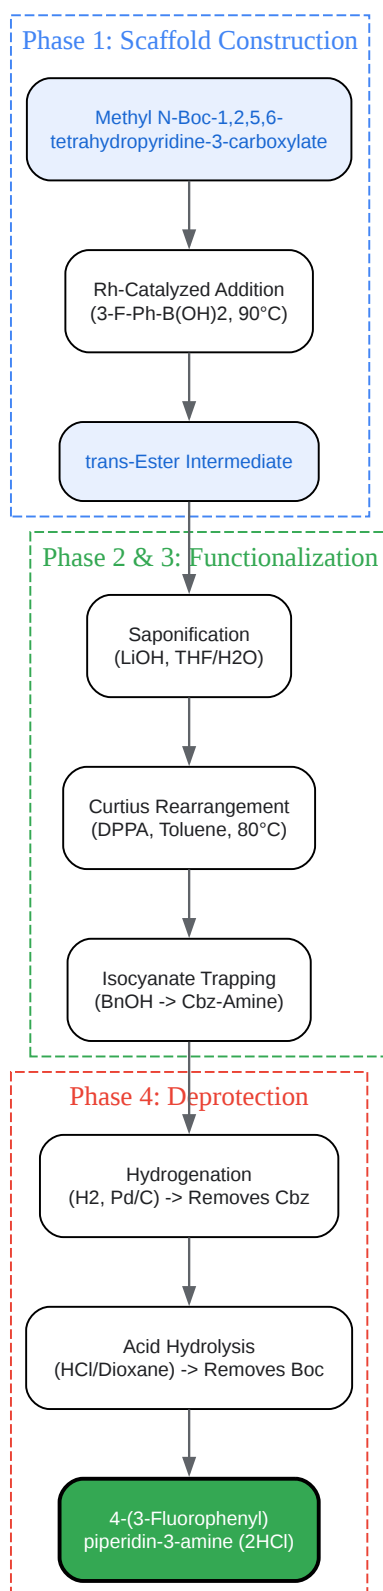 Phase 1: Scaffold Construction
Methyl N-Boc-1,2,5,6-
tetrahydropyridine-3-carboxylate
Rh-Catalyzed Addition
(3-F-Ph-B(OH)2, 90°C)
trans-Ester Intermediate
Phase 2 & 3: Functionalization
Saponification
(LiOH, THF/H2O)
Curtius Rearrangement
(DPPA, Toluene, 80°C)
Isocyanate Trapping
(BnOH -> Cbz-Amine)
Phase 4: Deprotection
Hydrogenation
(H2, Pd/C) -> Removes Cbz
Acid Hydrolysis
(HCl/Dioxane) -> Removes Boc
4-(3-Fluorophenyl)
piperidin-3-amine (2HCl)